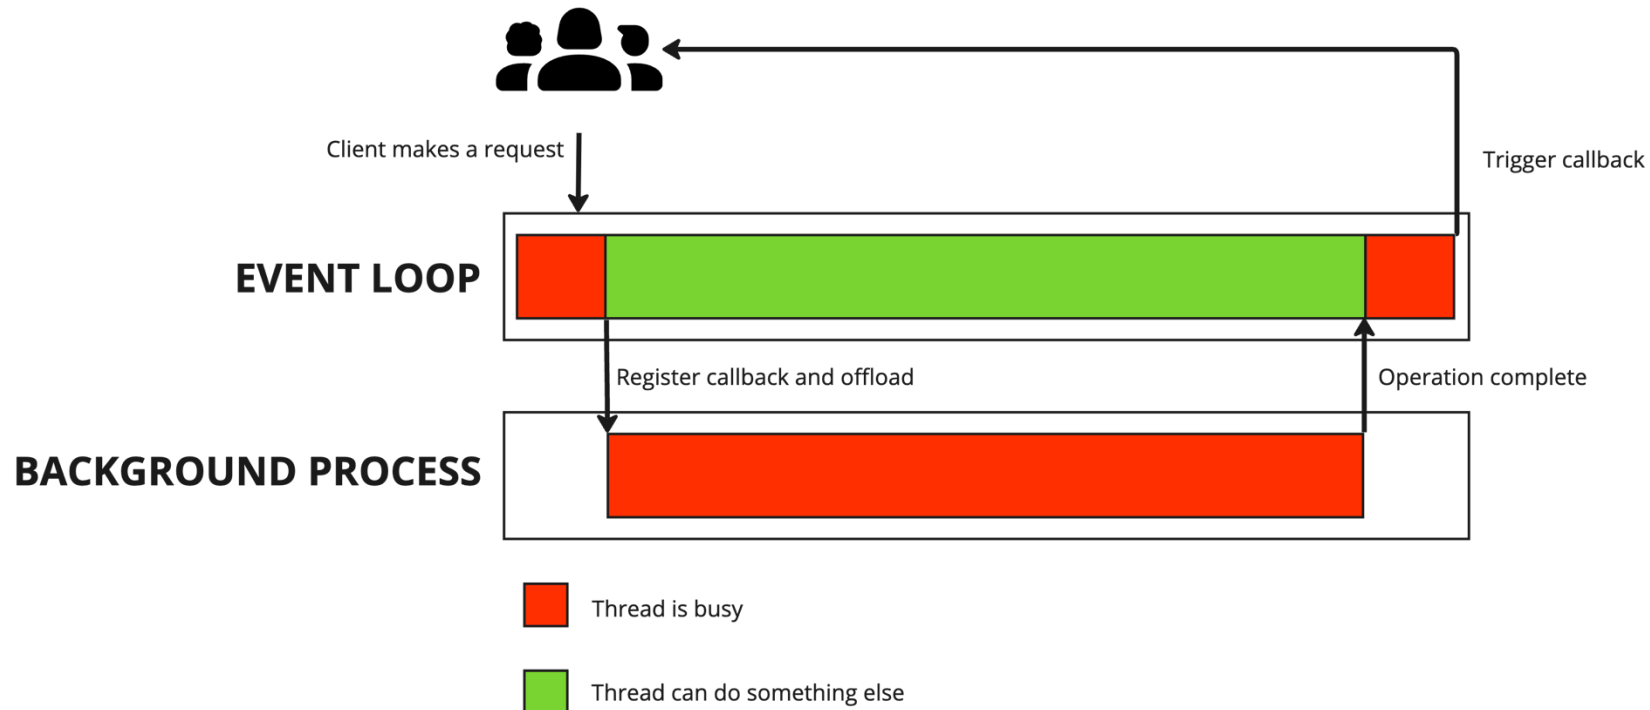 Client makes a request
Trigger callback
EVENT LOOP
Register callback and offload
Operation complete
BACKGROUND PROCESS
Thread is busy
Thread can do something else